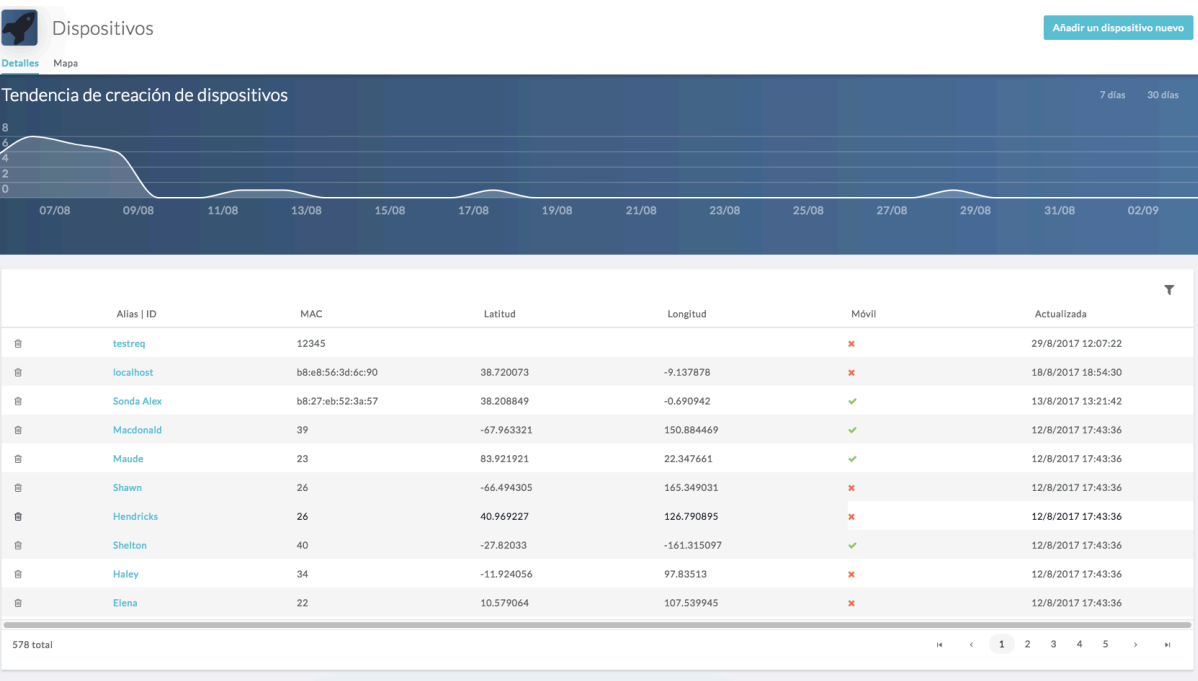 Dispositivos
Añadir un dispositivo nuevo
Detalles Mapa
Tendencia de creación de dispositivos
7 días 30 días
8
6
4
2
0
07/08 09/08 11/08 13/08 15/08 17/08 19/08 21/08 23/08 25/08 27/08 29/08 31/08 02/09
Alias | ID MAC Latitud Longitud Móvil Actualizada
testreq 12345 29/8/2017 12:07:22
localhost b8:e8:56:3d:6c:90 38.720073 -9.137878 18/8/2017 18:54:30
Sonda Alex b8:27:eb:52:3a:57 38.208849 -0.690942 13/8/2017 13:21:42
Macdonald 39 -67.963321 150.884469 12/8/2017 17:43:36
Maude 23 83.921921 22.347661 12/8/2017 17:43:36
Shawn 26 -66.494305 165.349031 12/8/2017 17:43:36
Hendricks 26 40.969227 126.790895 12/8/2017 17:43:36
Shelton 40 -27.82033 -161.315097 12/8/2017 17:43:36
Haley 34 -11.924056 97.83513 12/8/2017 17:43:36
Elena 22 10.579064 107.539945 12/8/2017 17:43:36
578 total 1 2 3 4 5